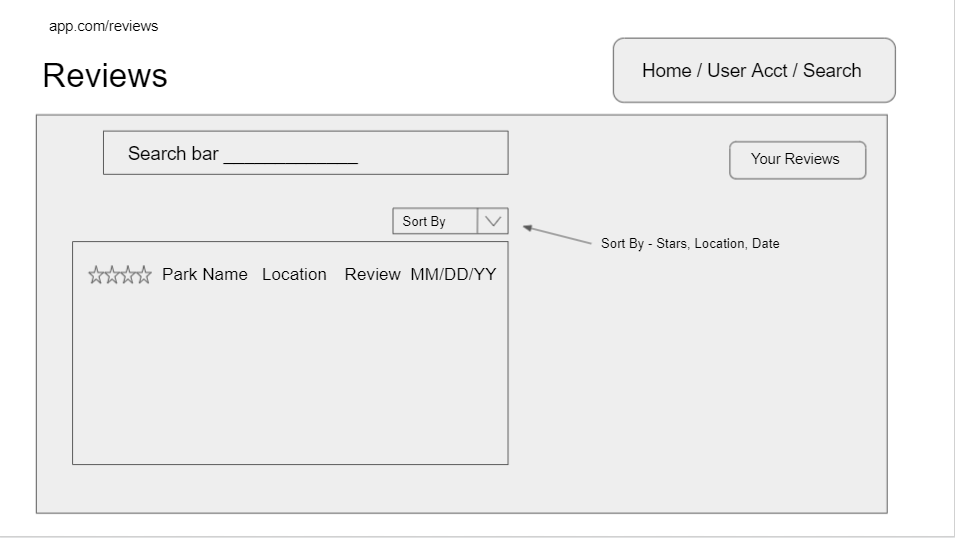 app.com/reviews
Reviews
Home / User Acct / Search
Search bar _____________
Your Reviews
Sort By
Sort By - Stars, Location, Date
Park Name Location Review MM/DD/YY